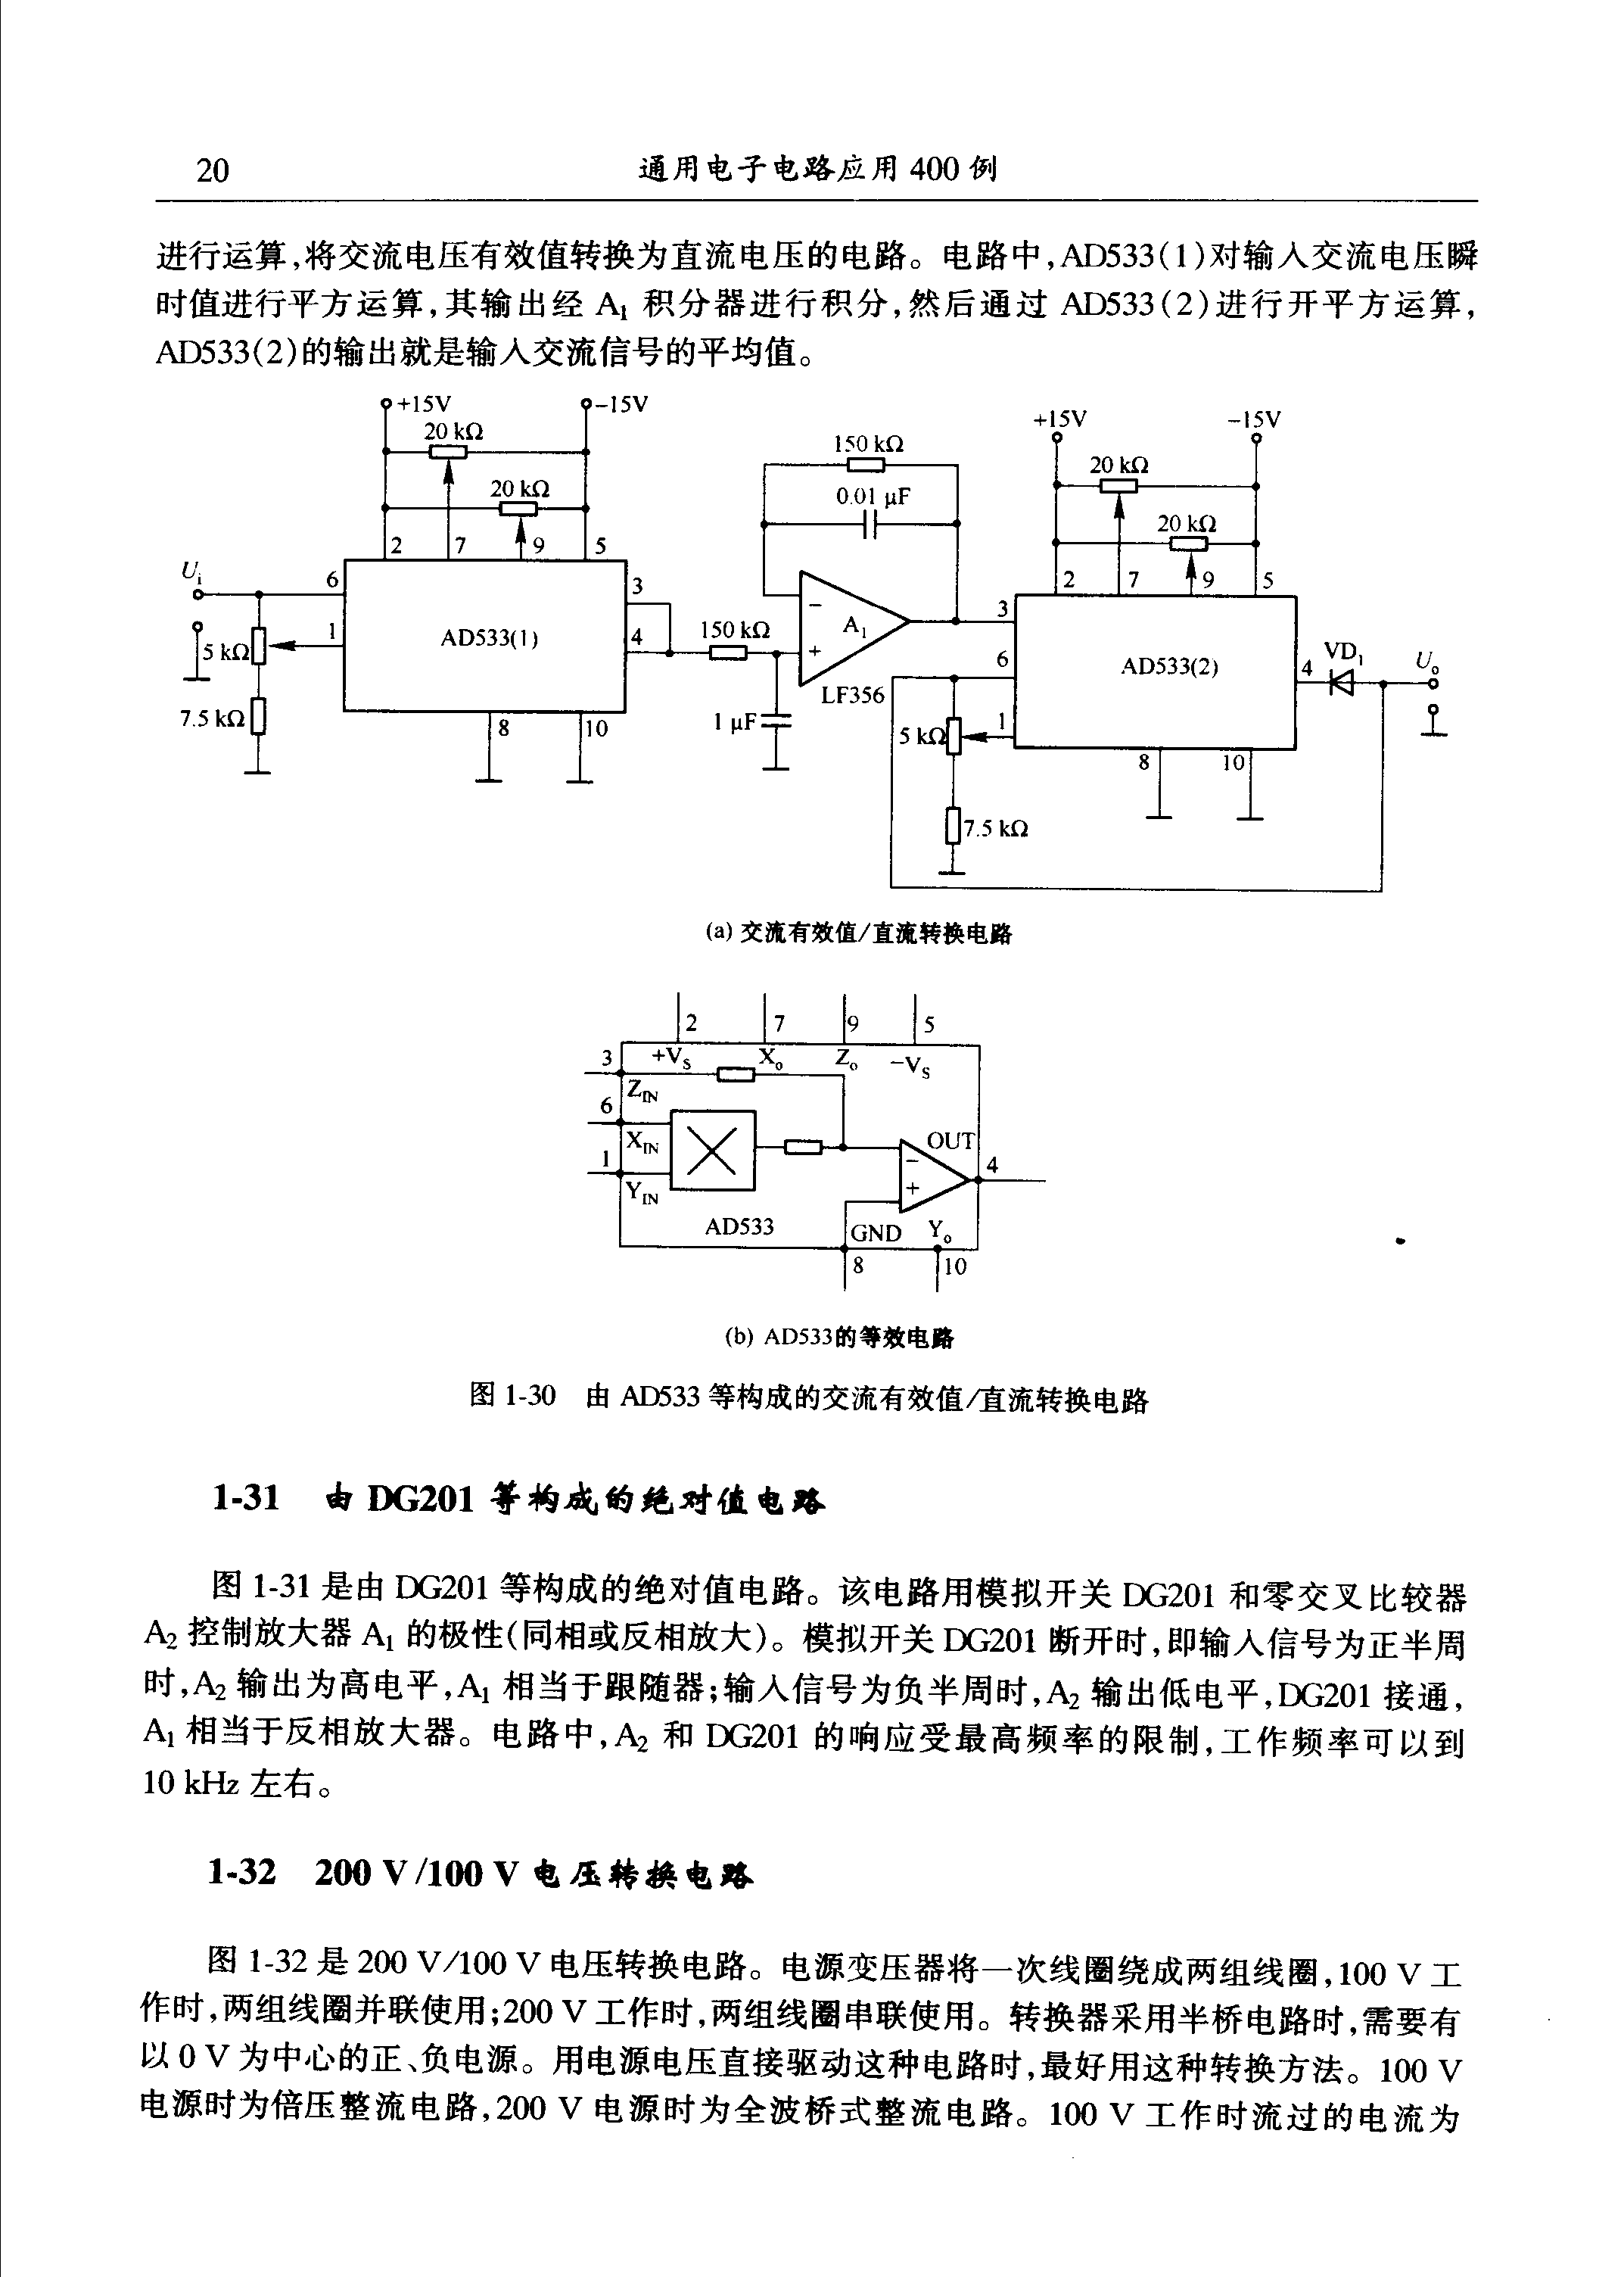 20
通用电子电路应用 400 例
进行运算,将交流电压有效值转换为直流电压的电路。电路中,AD533(1)对输入交流电压瞬
时值进行平方运算,其输出经 A₁ 积分器进行积分,然后通过 AD533(2)进行开平方运算,
AD533(2)的输出就是输入交流信号的平均值。
+15V
-15V
20 kΩ
20 kΩ
2
7
9
5
Uᵢ
6
1
5 kΩ
7.5 kΩ
AD533(1)
3
4
8
10
150 kΩ
1 μF
150 kΩ
0.01 μF
−
A₁
+
LF356
+15V
-15V
20 kΩ
20 kΩ
2
7
9
5
3
6
1
5 kΩ
7.5 kΩ
AD533(2)
4
VD₁
Uₒ
8
10
(a) 交流有效值/直流转换电路
2
7
9
5
3
+Vₛ
Xₒ
Zₒ
−Vₛ
Z_IN
6
X_IN
1
Y_IN
OUT
−
+
4
AD533
GND
Yₒ
8
10
(b) AD533的等效电路
图 1-30 由 AD533 等构成的交流有效值/直流转换电路
1-31 由 DG201 等构成的绝对值电路
图 1-31 是由 DG201 等构成的绝对值电路。该电路用模拟开关 DG201 和零交叉比较器
A₂ 控制放大器 A₁ 的极性(同相或反相放大)。模拟开关 DG201 断开时,即输入信号为正半周
时,A₂ 输出为高电平,A₁ 相当于跟随器;输入信号为负半周时,A₂ 输出低电平,DG201 接通,
A₁ 相当于反相放大器。电路中,A₂ 和 DG201 的响应受最高频率的限制,工作频率可以到
10 kHz 左右。
1-32 200 V/100 V 电压转换电路
图 1-32 是 200 V/100 V 电压转换电路。电源变压器将一次线圈绕成两组线圈,100 V 工
作时,两组线圈并联使用;200 V 工作时,两组线圈串联使用。转换器采用半桥电路时,需要有
以 0 V 为中心的正、负电源。用电源电压直接驱动这种电路时,最好用这种转换方法。100 V
电源时为倍压整流电路,200 V 电源时为全波桥式整流电路。100 V 工作时流过的电流为